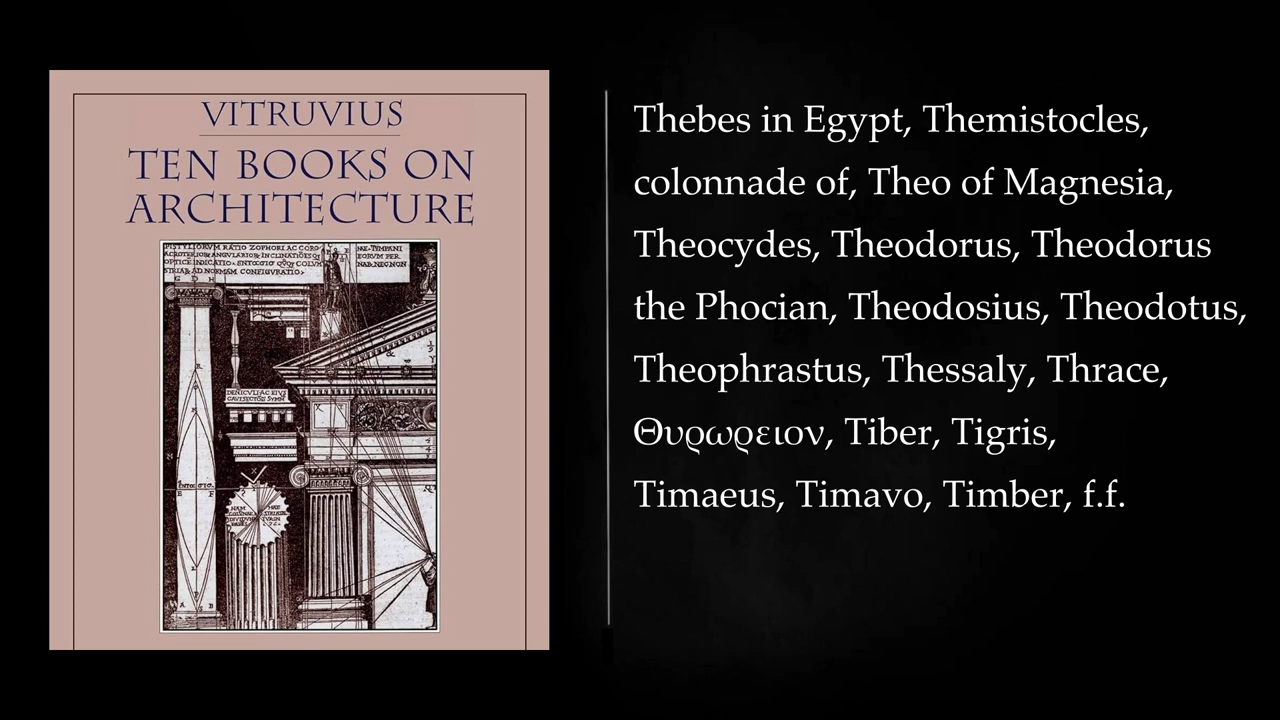 VITRUVIUS
TEN BOOKS ON
ARCHITECTURE
Thebes in Egypt, Themistocles,
colonnade of, Theo of Magnesia,
Theocydes, Theodorus, Theodorus
the Phocian, Theodosius, Theodotus,
Theophrastus, Thessaly, Thrace,
Θυρωρειον, Tiber, Tigris,
Timaeus, Timavo, Timber, f.f.